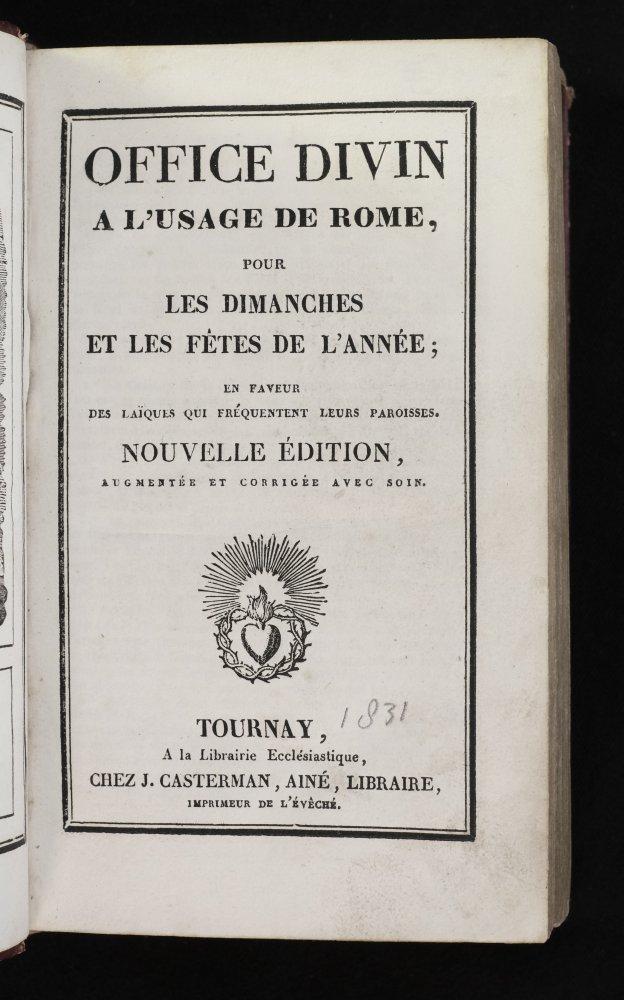 OFFICE DIVIN
A L'USAGE DE ROME,
POUR
LES DIMANCHES
ET LES FÊTES DE L'ANNÉE;
EN FAVEUR
DES LAÏQUES QUI FRÉQUENTENT LEURS PAROISSES.
NOUVELLE ÉDITION,
AUGMENTÉE ET CORRIGÉE AVEC SOIN.
1831
TOURNAY,
A la Librairie Ecclésiastique,
CHEZ J. CASTERMAN, AINÉ, LIBRAIRE,
IMPRIMEUR DE L'ÉVÊCHÉ.